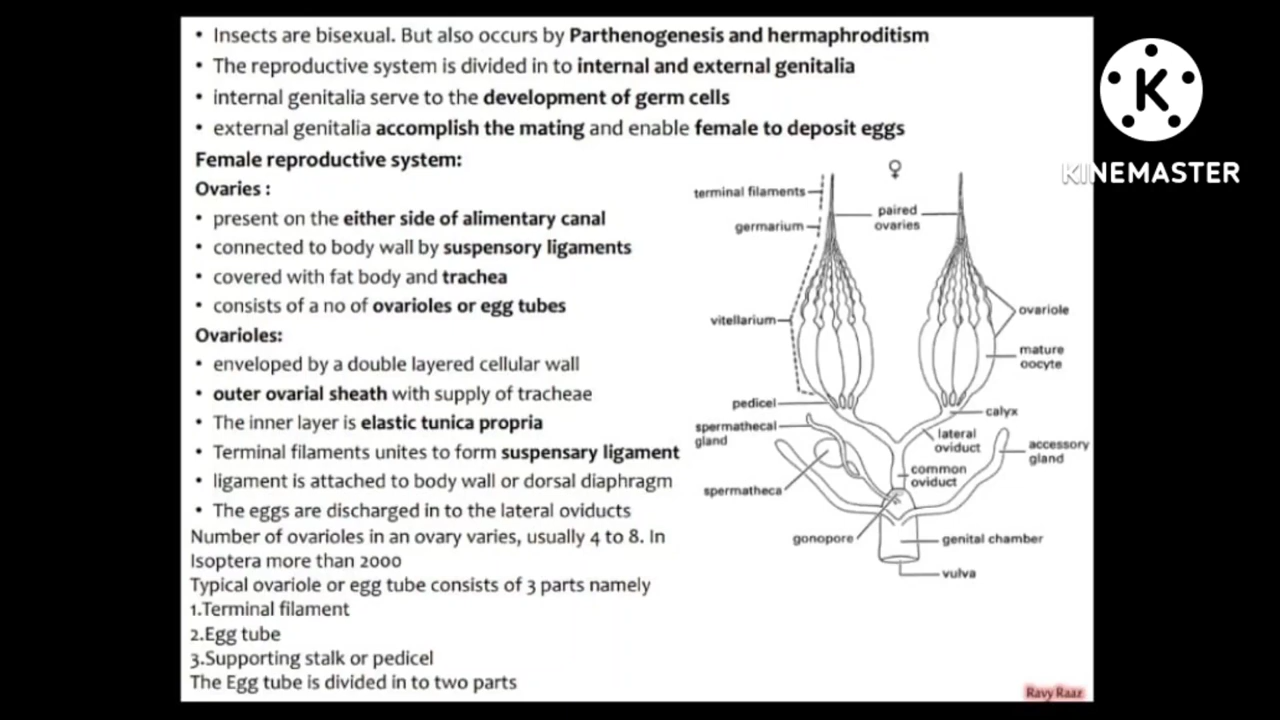 • Insects are bisexual. But also occurs by Parthenogenesis and hermaphroditism
• The reproductive system is divided in to internal and external genitalia
• internal genitalia serve to the development of germ cells
• external genitalia accomplish the mating and enable female to deposit eggs
Female reproductive system:
Ovaries :
• present on the either side of alimentary canal
• connected to body wall by suspensory ligaments
• covered with fat body and trachea
• consists of a no of ovarioles or egg tubes
Ovarioles:
• enveloped by a double layered cellular wall
• outer ovarial sheath with supply of tracheae
• The inner layer is elastic tunica propria
• Terminal filaments unites to form suspensary ligament
• ligament is attached to body wall or dorsal diaphragm
• The eggs are discharged in to the lateral oviducts
Number of ovarioles in an ovary varies, usually 4 to 8. In
Isoptera more than 2000
Typical ovariole or egg tube consists of 3 parts namely
1.Terminal filament
2.Egg tube
3.Supporting stalk or pedicel
The Egg tube is divided in to two parts
♀
terminal filaments
germarium
paired
ovaries
vitellarium
ovariole
mature
oocyte
pedicel
calyx
spermathecal
gland
lateral
oviduct
accessory
gland
common
oviduct
spermatheca
gonopore
genital chamber
vulva
Ravy Raaz
K
KINEMASTER